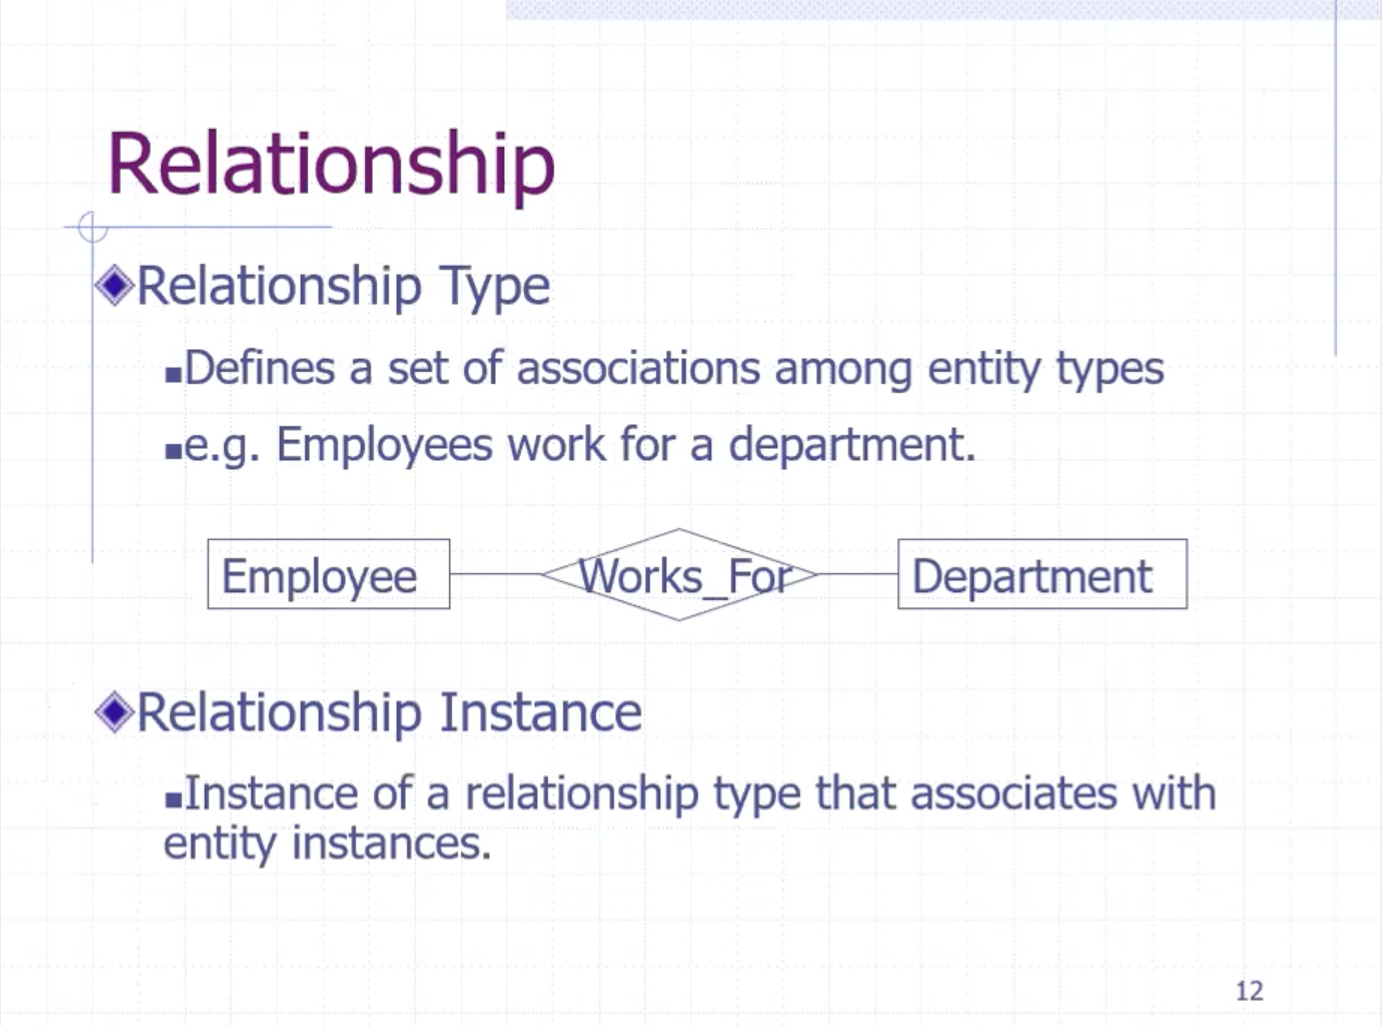 Relationship
Relationship Type
Defines a set of associations among entity types
e.g. Employees work for a department.
Employee Works_For Department
Relationship Instance
Instance of a relationship type that associates with
entity instances.
12